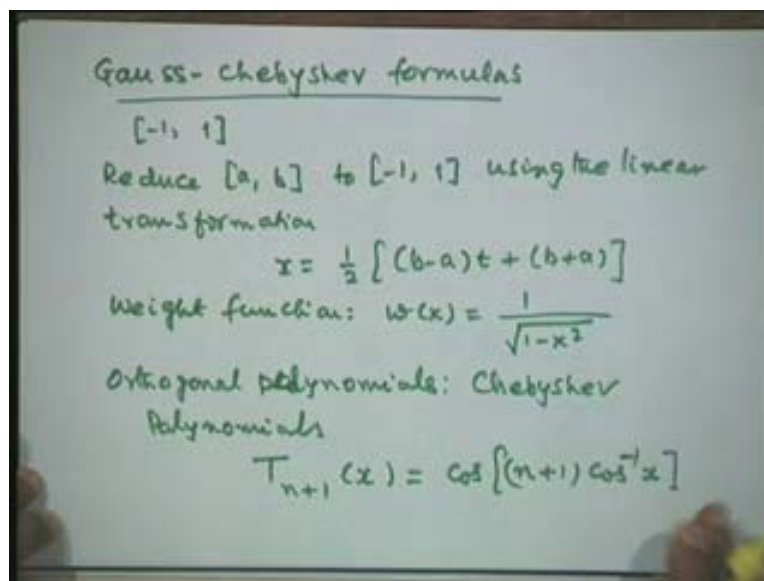 Gauss-Chebyshev formulas
[-1, 1]
Reduce [a, b] to [-1, 1] using the linear
transformation
x = 1/2 [(b-a)t + (b+a)]
Weight function: w(x) = 1/√(1-x²)
Orthogonal polynomials: Chebyshev
Polynomials
T_{n+1}(x) = cos[(n+1) cos⁻¹x]